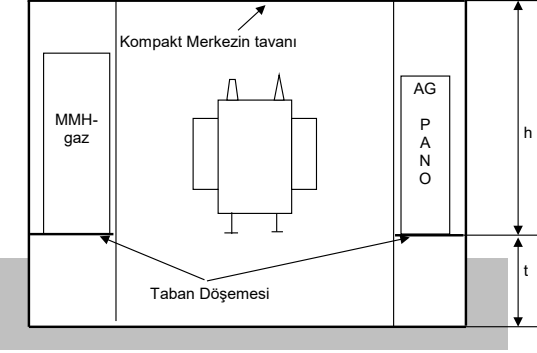 Kompakt Merkezin tavanı
MMH-
gaz
AG
P
A
N
O
h
t
Taban Döşemesi